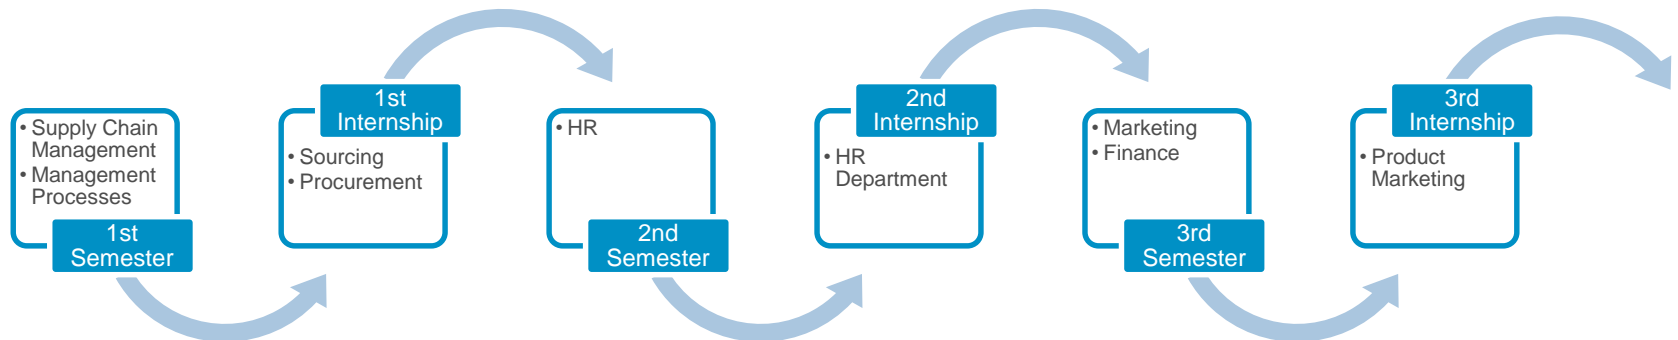 • Supply Chain
Management
• Management
Processes
1st
Semester
1st
Internship
• Sourcing
• Procurement
• HR
2nd
Semester
2nd
Internship
• HR
Department
• Marketing
• Finance
3rd
Semester
3rd
Internship
• Product
Marketing